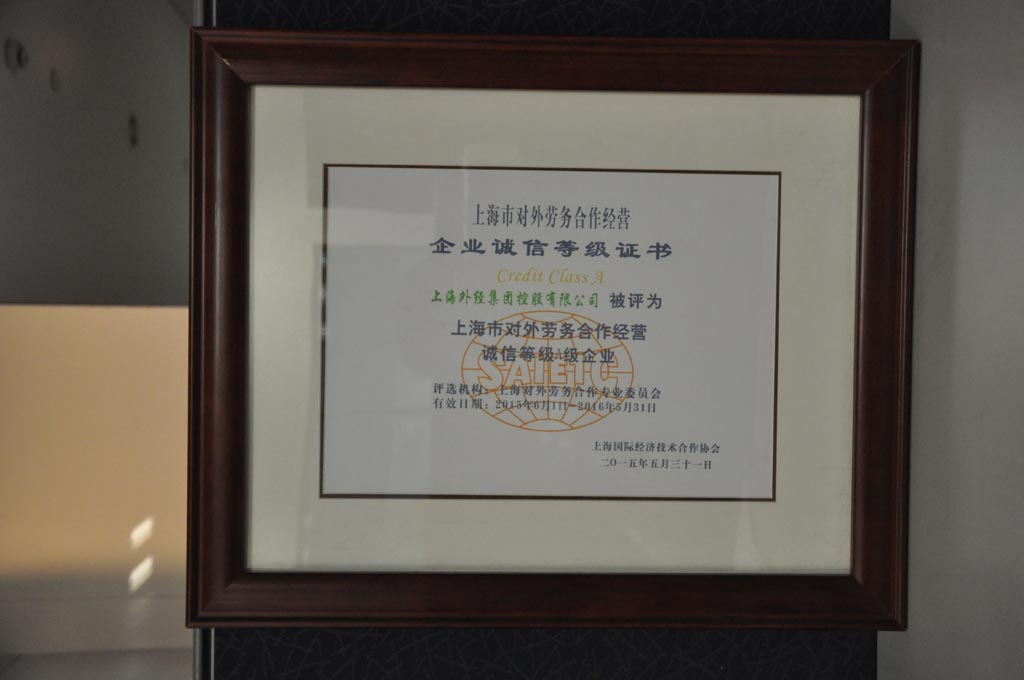 上海市对外劳务合作经营
企业诚信等级证书
Credit Class A
上海外经集团控股有限公司 被评为
上海市对外劳务合作经营
诚信等级A级企业
SAIETC
评选机构：上海对外劳务合作专业委员会
有效日期：2015年6月1日-2016年5月31日
上海国际经济技术合作协会
二〇一五年五月三十一日